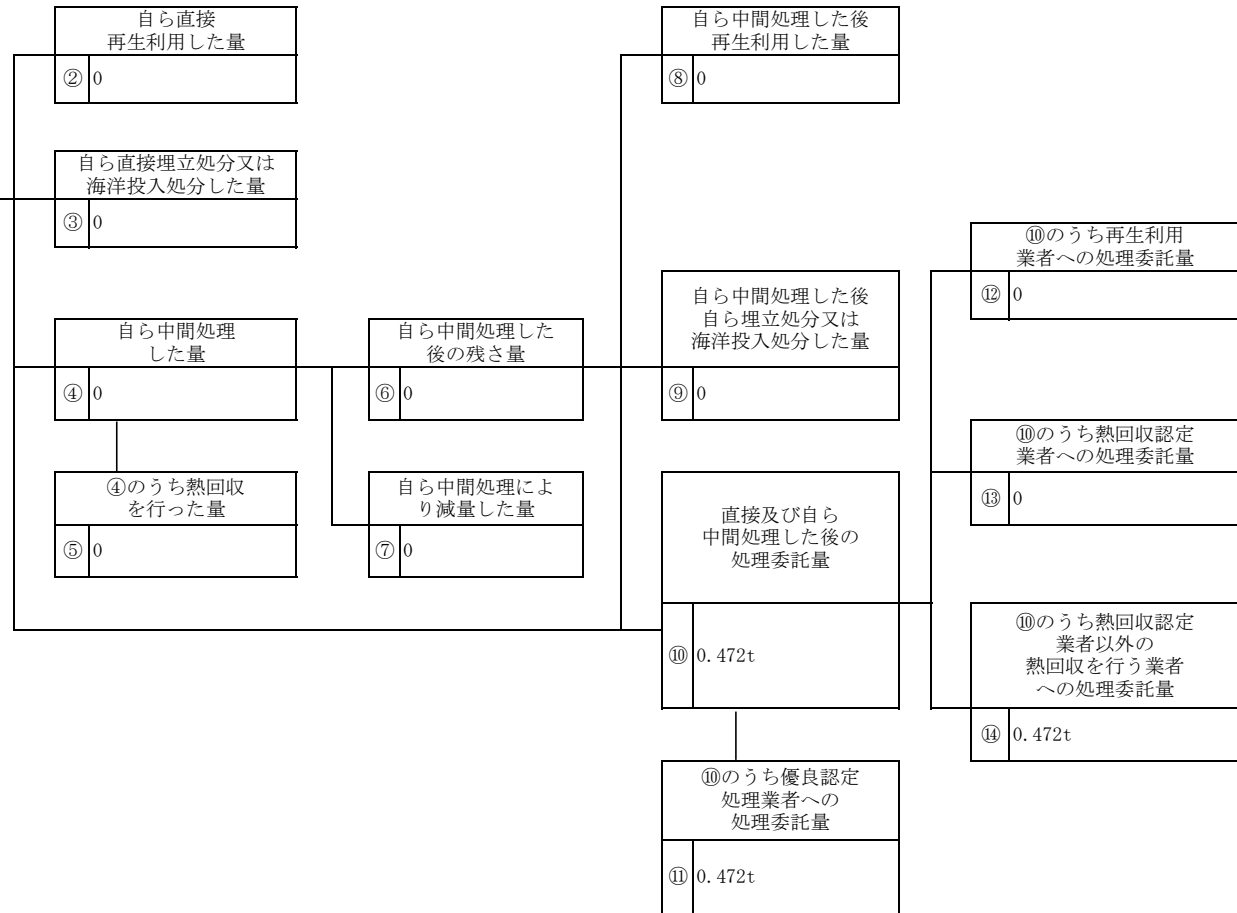 自ら直接
再生利用した量
② 0
自ら直接埋立処分又は
海洋投入処分した量
③ 0
自ら中間処理
した量
④ 0
④のうち熱回収
を行った量
⑤ 0
自ら中間処理した
後の残さ量
⑥ 0
自ら中間処理によ
り減量した量
⑦ 0
自ら中間処理した後
再生利用した量
⑧ 0
自ら中間処理した後
自ら埋立処分又は
海洋投入処分した量
⑨ 0
直接及び自ら
中間処理した後の
処理委託量
⑩ 0.472t
⑩のうち優良認定
処理業者への
処理委託量
⑪ 0.472t
⑩のうち再生利用
業者への処理委託量
⑫ 0
⑩のうち熱回収認定
業者への処理委託量
⑬ 0
⑩のうち熱回収認定
業者以外の
熱回収を行う業者
への処理委託量
⑭ 0.472t